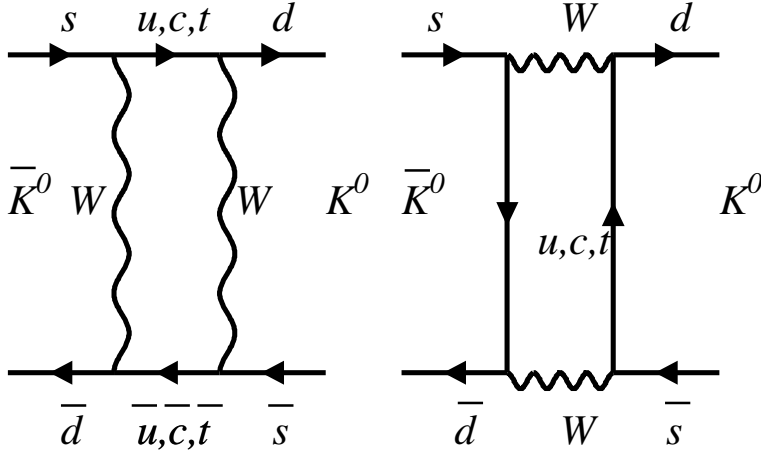 s u,c,t d s W d
K̅⁰ W W K⁰ K̅⁰ K⁰
u,c,t
d̅ u̅,c̅,t̅ s̅ d̅ W s̅